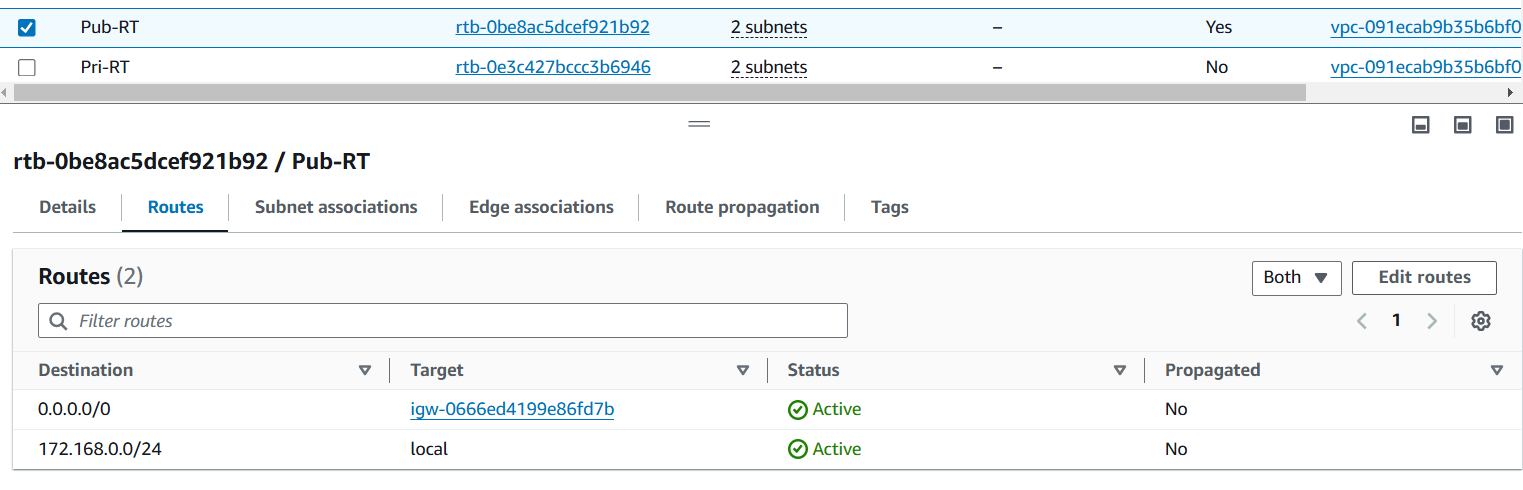 Pub-RT rtb-0be8ac5dcef921b92 2 subnets – Yes vpc-091ecab9b35b6bf0
Pri-RT rtb-0e3c427bccc3b6946 2 subnets – No vpc-091ecab9b35b6bf0
rtb-0be8ac5dcef921b92 / Pub-RT
Details Routes Subnet associations Edge associations Route propagation Tags
Routes (2) Both Edit routes
Filter routes 1
Destination Target Status Propagated
0.0.0.0/0 igw-0666ed4199e86fd7b Active No
172.168.0.0/24 local Active No